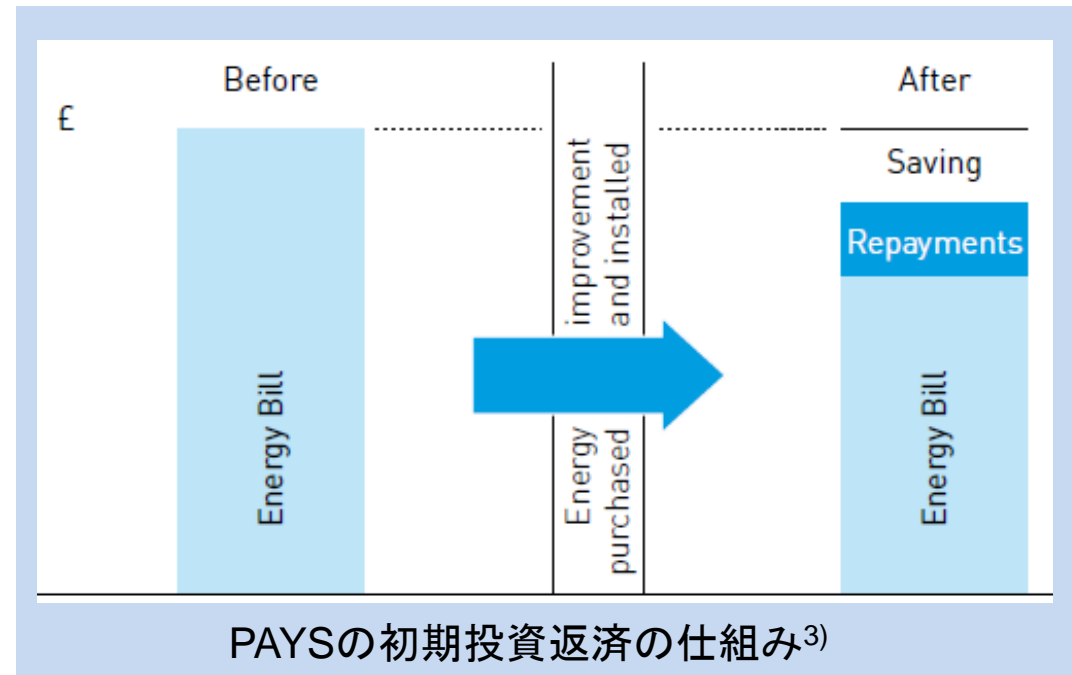 Before
After
£
Saving
Repayments
Energy Bill
Energy improvement
purchased and installed
Energy Bill
PAYSの初期投資返済の仕組み3)